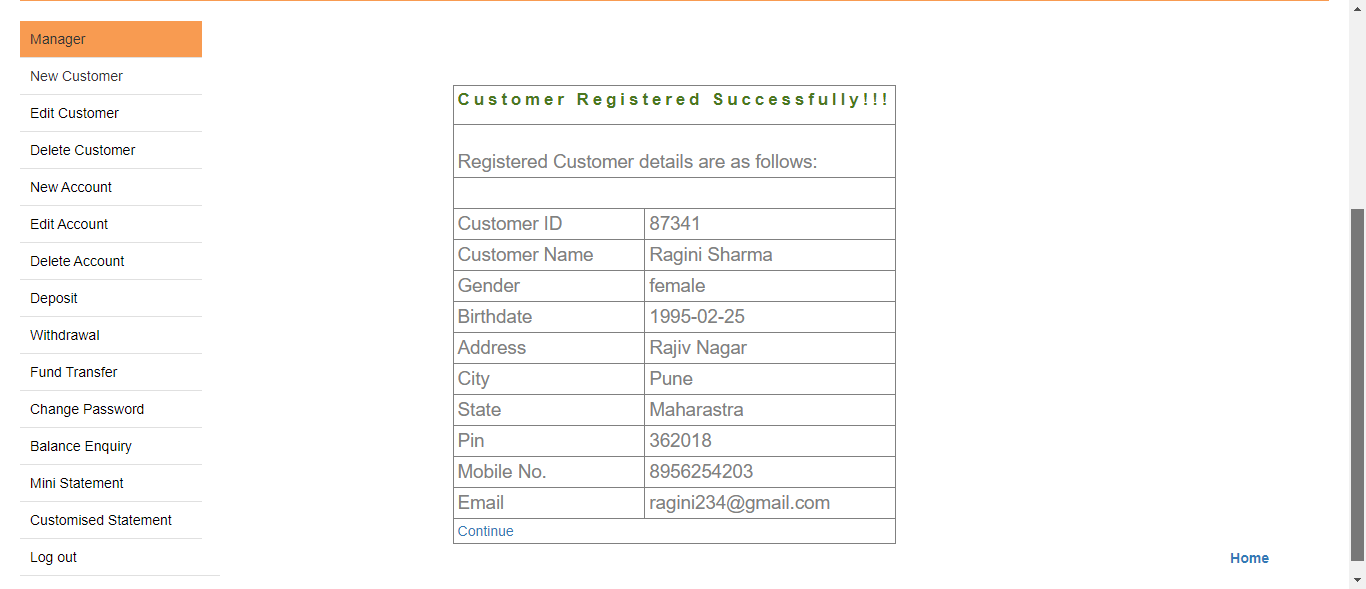 Manager
New Customer
Edit Customer
Delete Customer
New Account
Edit Account
Delete Account
Deposit
Withdrawal
Fund Transfer
Change Password
Balance Enquiry
Mini Statement
Customised Statement
Log out
Customer Registered Successfully!!!
Registered Customer details are as follows:
Customer ID 87341
Customer Name Ragini Sharma
Gender female
Birthdate 1995-02-25
Address Rajiv Nagar
City Pune
State Maharastra
Pin 362018
Mobile No. 8956254203
Email ragini234@gmail.com
Continue
Home